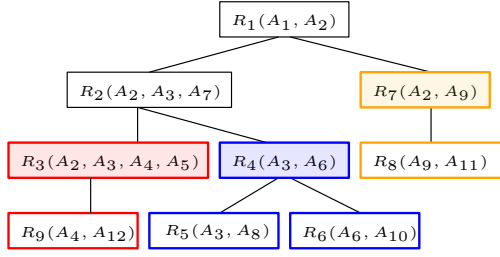 R₁(A₁, A₂)
R₂(A₂, A₃, A₇) R₇(A₂, A₉)
R₃(A₂, A₃, A₄, A₅) R₄(A₃, A₆) R₈(A₉, A₁₁)
R₉(A₄, A₁₂) R₅(A₃, A₈) R₆(A₆, A₁₀)